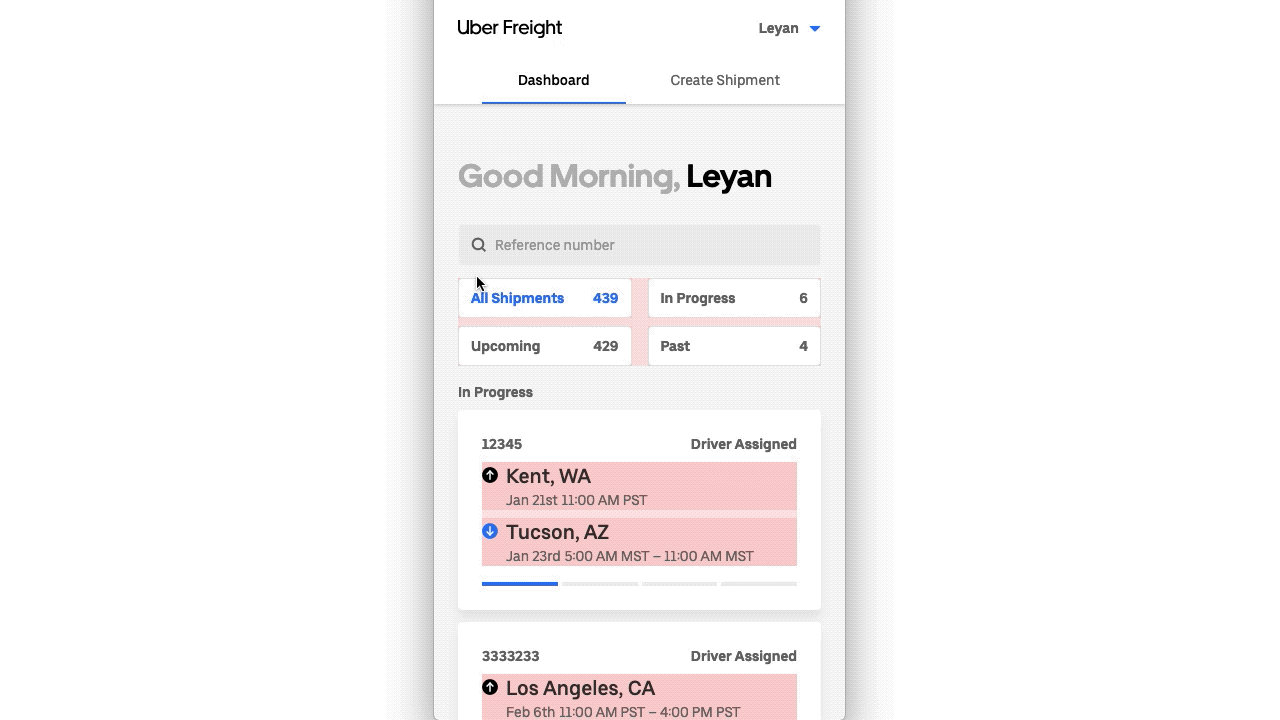 Uber Freight
Leyan
Dashboard
Create Shipment
Good Morning, Leyan
Reference number
All Shipments 439
In Progress 6
Upcoming 429
Past 4
In Progress
12345
Driver Assigned
Kent, WA
Jan 21st 11:00 AM PST
Tucson, AZ
Jan 23rd 5:00 AM MST – 11:00 AM MST
3333233
Driver Assigned
Los Angeles, CA
Feb 6th 11:00 AM PST – 4:00 PM PST